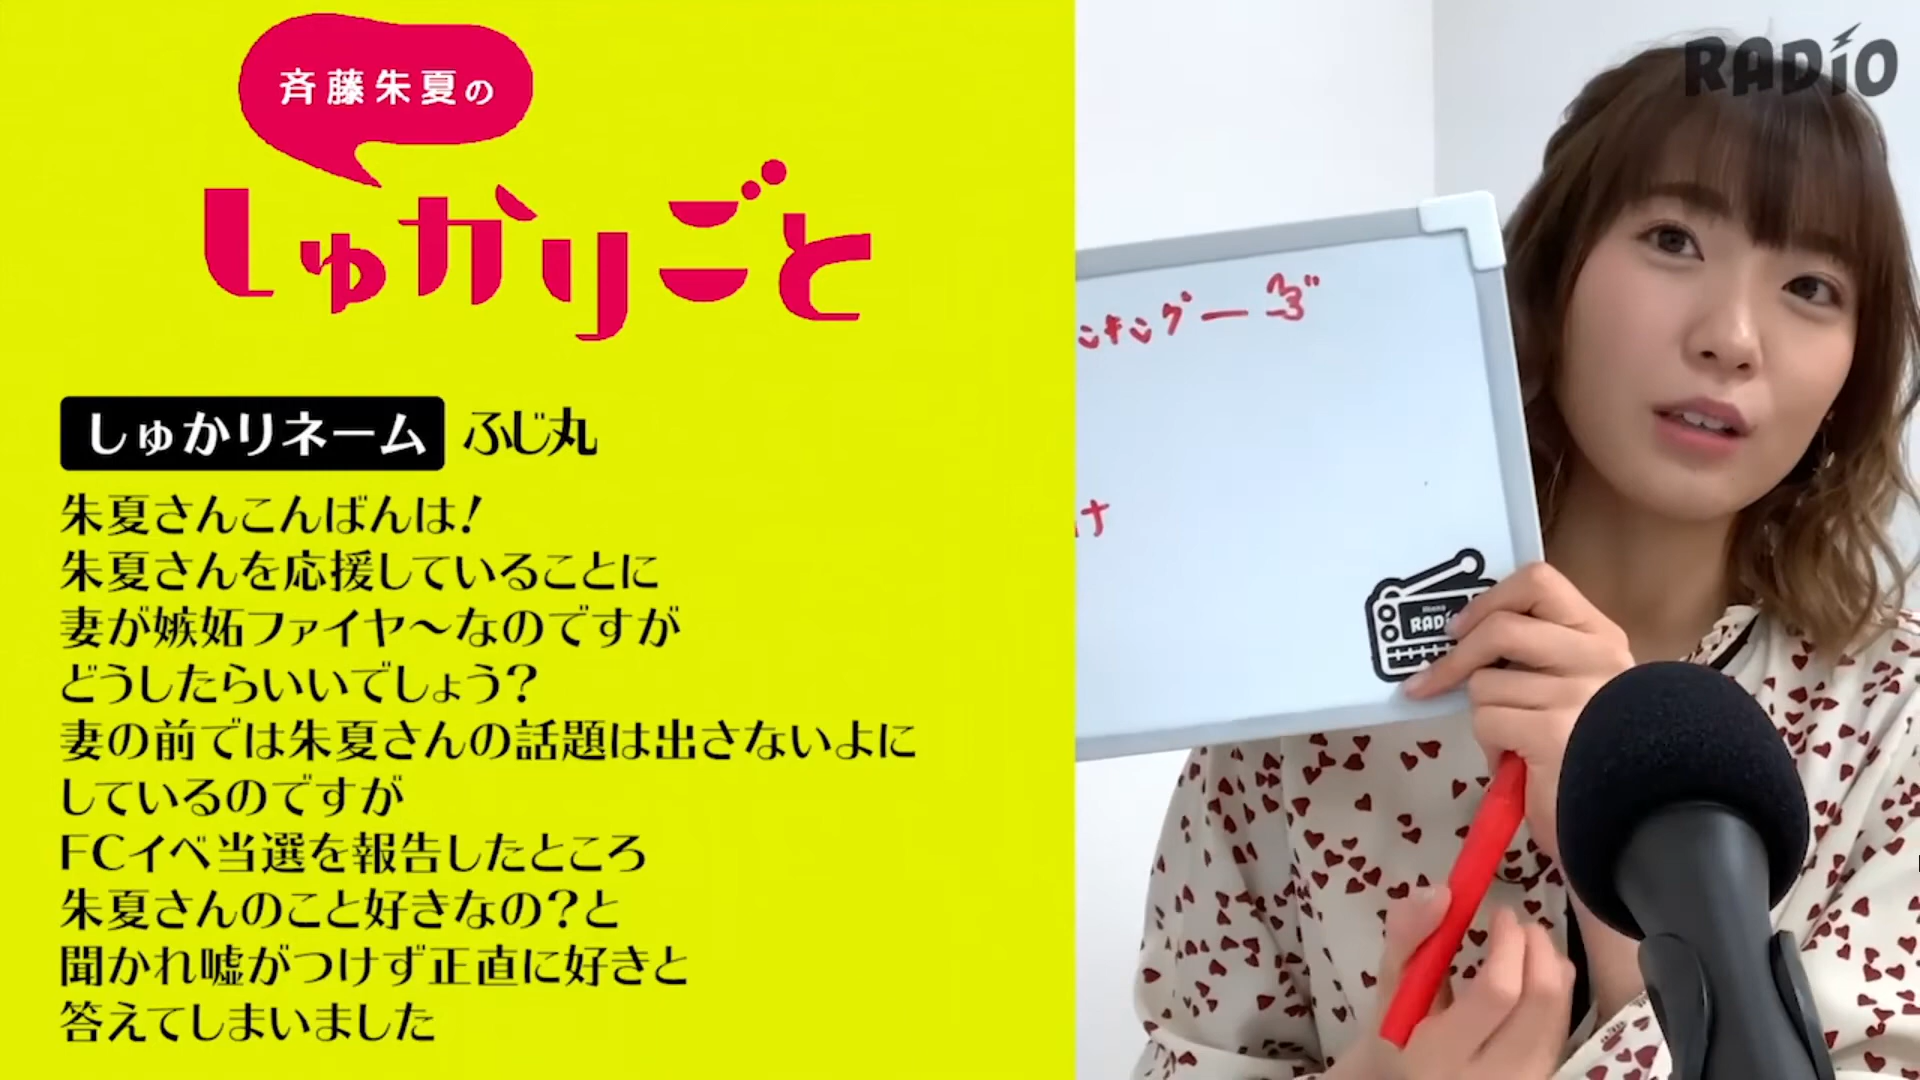 斉藤朱夏の
しゅかりごと
しゅかりネーム ふじ丸
朱夏さんこんばんは!
朱夏さんを応援していることに
妻が嫉妬ファイヤ〜なのですが
どうしたらいいでしょう?
妻の前では朱夏さんの話題は出さないよに
しているのですが
FCイベ当選を報告したところ
朱夏さんのこと好きなの?と
聞かれ嘘がつけず正直に好きと
答えてしまいました
RADIO
ンキングー
け